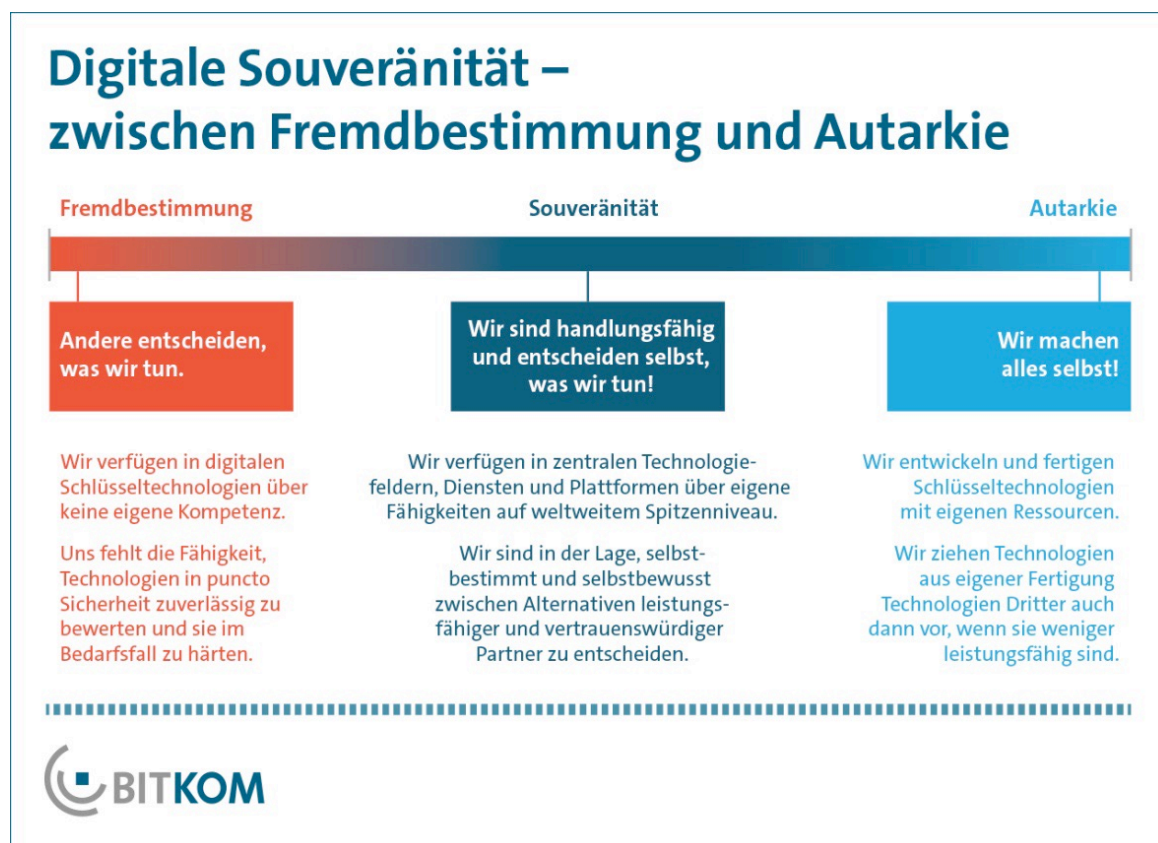 Digitale Souveränität –
zwischen Fremdbestimmung und Autarkie
Fremdbestimmung
Souveränität
Autarkie
Andere entscheiden,
was wir tun.
Wir sind handlungsfähig
und entscheiden selbst,
was wir tun!
Wir machen
alles selbst!
Wir verfügen in digitalen
Schlüsseltechnologien über
keine eigene Kompetenz.
Uns fehlt die Fähigkeit,
Technologien in puncto
Sicherheit zuverlässig zu
bewerten und sie im
Bedarfsfall zu härten.
Wir verfügen in zentralen Technologie-
feldern, Diensten und Plattformen über eigene
Fähigkeiten auf weltweitem Spitzenniveau.
Wir sind in der Lage, selbst-
bestimmt und selbstbewusst
zwischen Alternativen leistungs-
fähiger und vertrauenswürdiger
Partner zu entscheiden.
Wir entwickeln und fertigen
Schlüsseltechnologien
mit eigenen Ressourcen.
Wir ziehen Technologien
aus eigener Fertigung
Technologien Dritter auch
dann vor, wenn sie weniger
leistungsfähig sind.
BITKOM